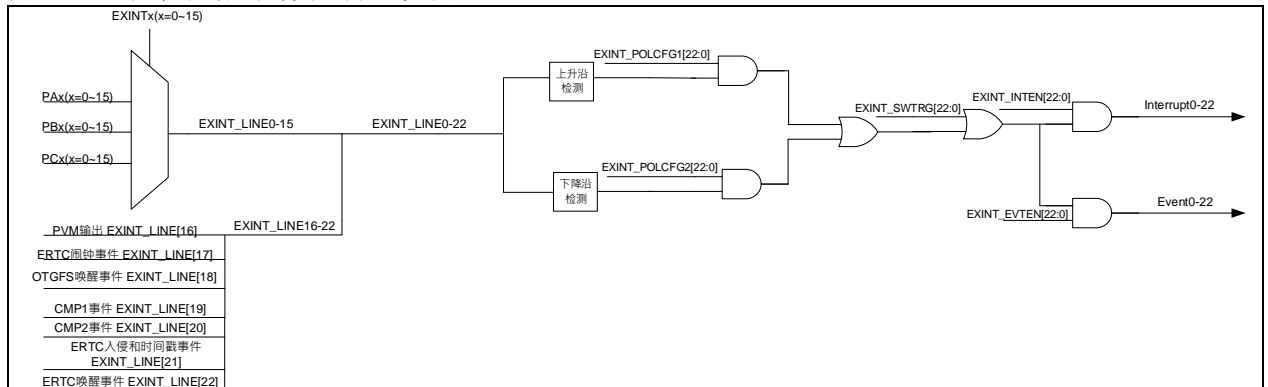 EXINTx(x=0~15)
PAx(x=0~15)
PBx(x=0~15)
PCx(x=0~15)
EXINT_LINE0-15
EXINT_LINE0-22
EXINT_LINE16-22
PVM输出 EXINT_LINE[16]
ERTC闹钟事件 EXINT_LINE[17]
OTGFS唤醒事件 EXINT_LINE[18]
CMP1事件 EXINT_LINE[19]
CMP2事件 EXINT_LINE[20]
ERTC入侵和时间戳事件
EXINT_LINE[21]
ERTC唤醒事件 EXINT_LINE[22]
上升沿
检测
EXINT_POLCFG1[22:0]
下降沿
检测
EXINT_POLCFG2[22:0]
EXINT_SWTRG[22:0]
EXINT_INTEN[22:0]
Interrupt0-22
EXINT_EVTEN[22:0]
Event0-22